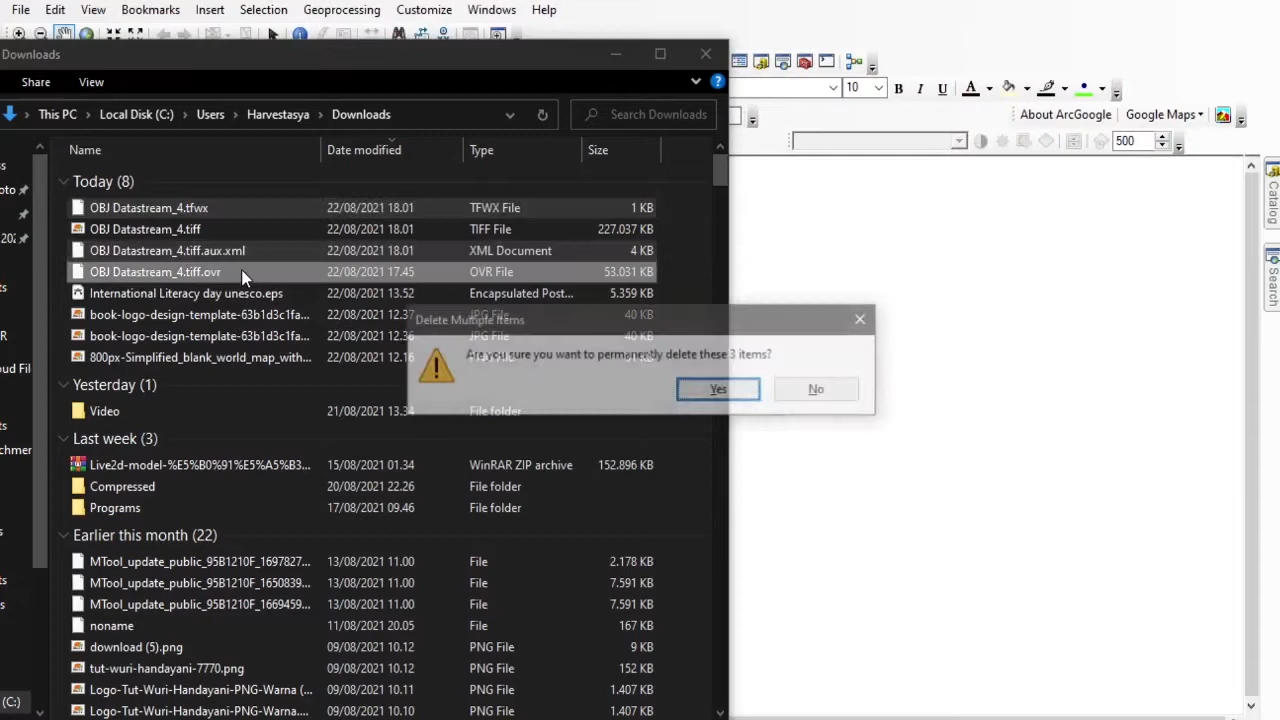 File Edit View Bookmarks Insert Selection Geoprocessing Customize Windows Help
Downloads
Share View
10 B I U A
This PC Local Disk (C:) Users Harvestasya Downloads Search Downloads
About ArcGoogle Google Maps
500
Name Date modified Type Size
Today (8)
OBJ Datastream_4.tfwx 22/08/2021 18.01 TFWX File 1 KB
OBJ Datastream_4.tiff 22/08/2021 18.01 TIFF File 227.037 KB
OBJ Datastream_4.tiff.aux.xml 22/08/2021 18.01 XML Document 4 KB
OBJ Datastream_4.tiff.ovr 22/08/2021 17.45 OVR File 53.031 KB
International Literacy day unesco.eps 22/08/2021 13.52 Encapsulated Post... 5.359 KB
book-logo-design-template-63b1d3c1fa... 22/08/2021 12.37 JPG File 40 KB
Delete Multiple Items
book-logo-design-template-63b1d3c1fa... 22/08/2021 12.36 JPG File 40 KB
Are you sure you want to permanently delete these 3 items?
800px-Simplified_blank_world_map_with... 22/08/2021 12.16
Yesterday (1)
Yes No
Video 21/08/2021 13.34 File folder
Last week (3)
Live2d-model-%E5%B0%91%E5%A5%B3... 15/08/2021 01.34 WinRAR ZIP archive 152.896 KB
Compressed 20/08/2021 22.26 File folder
Programs 17/08/2021 09.46 File folder
Earlier this month (22)
MTool_update_public_95B1210F_1697827... 13/08/2021 11.00 File 2.178 KB
MTool_update_public_95B1210F_1650839... 13/08/2021 11.00 File 7.591 KB
MTool_update_public_95B1210F_1669459... 13/08/2021 11.00 File 7.591 KB
noname 11/08/2021 20.05 File 167 KB
download (5).png 09/08/2021 10.12 PNG File 9 KB
tut-wuri-handayani-7770.png 09/08/2021 10.12 PNG File 152 KB
Logo-Tut-Wuri-Handayani-PNG-Warna (... 09/08/2021 10.11 PNG File 1.407 KB
(C:)
Logo-Tut-Wuri-Handayani-PNG-Warna.... 09/08/2021 10.10 PNG File 1.407 KB
Catalog
Search